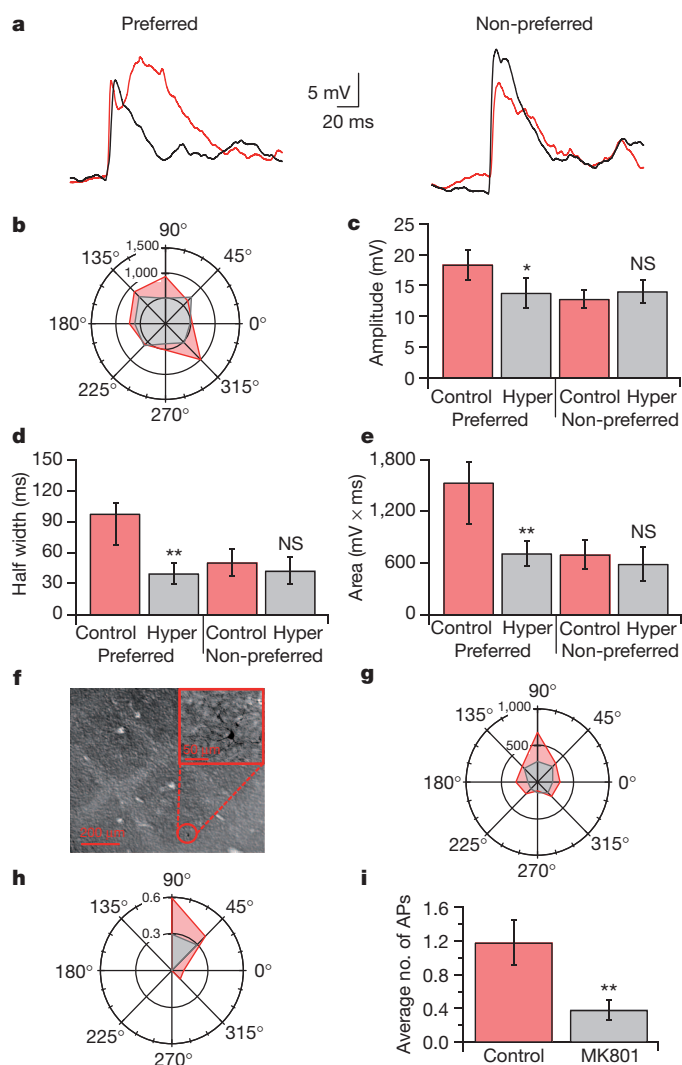 a
Preferred
Non-preferred
5 mV
20 ms
b
90°
135°
45°
1,500
1,000
180°
0°
225°
315°
270°
c
Amplitude (mV)
25
20
15
10
5
0
*
NS
Control Hyper Control Hyper
Preferred Non-preferred
d
Half width (ms)
150
120
90
60
30
0
**
NS
Control Hyper Control Hyper
Preferred Non-preferred
e
Area (mV × ms)
1,800
1,200
600
0
**
NS
Control Hyper Control Hyper
Preferred Non-preferred
f
50 μm
200 μm
g
90°
135°
45°
1,000
500
180°
0°
225°
315°
270°
h
90°
135°
45°
0.6
0.3
180°
0°
225°
315°
270°
i
Average no. of APs
1.6
1.2
0.8
0.4
0.0
**
Control MK801